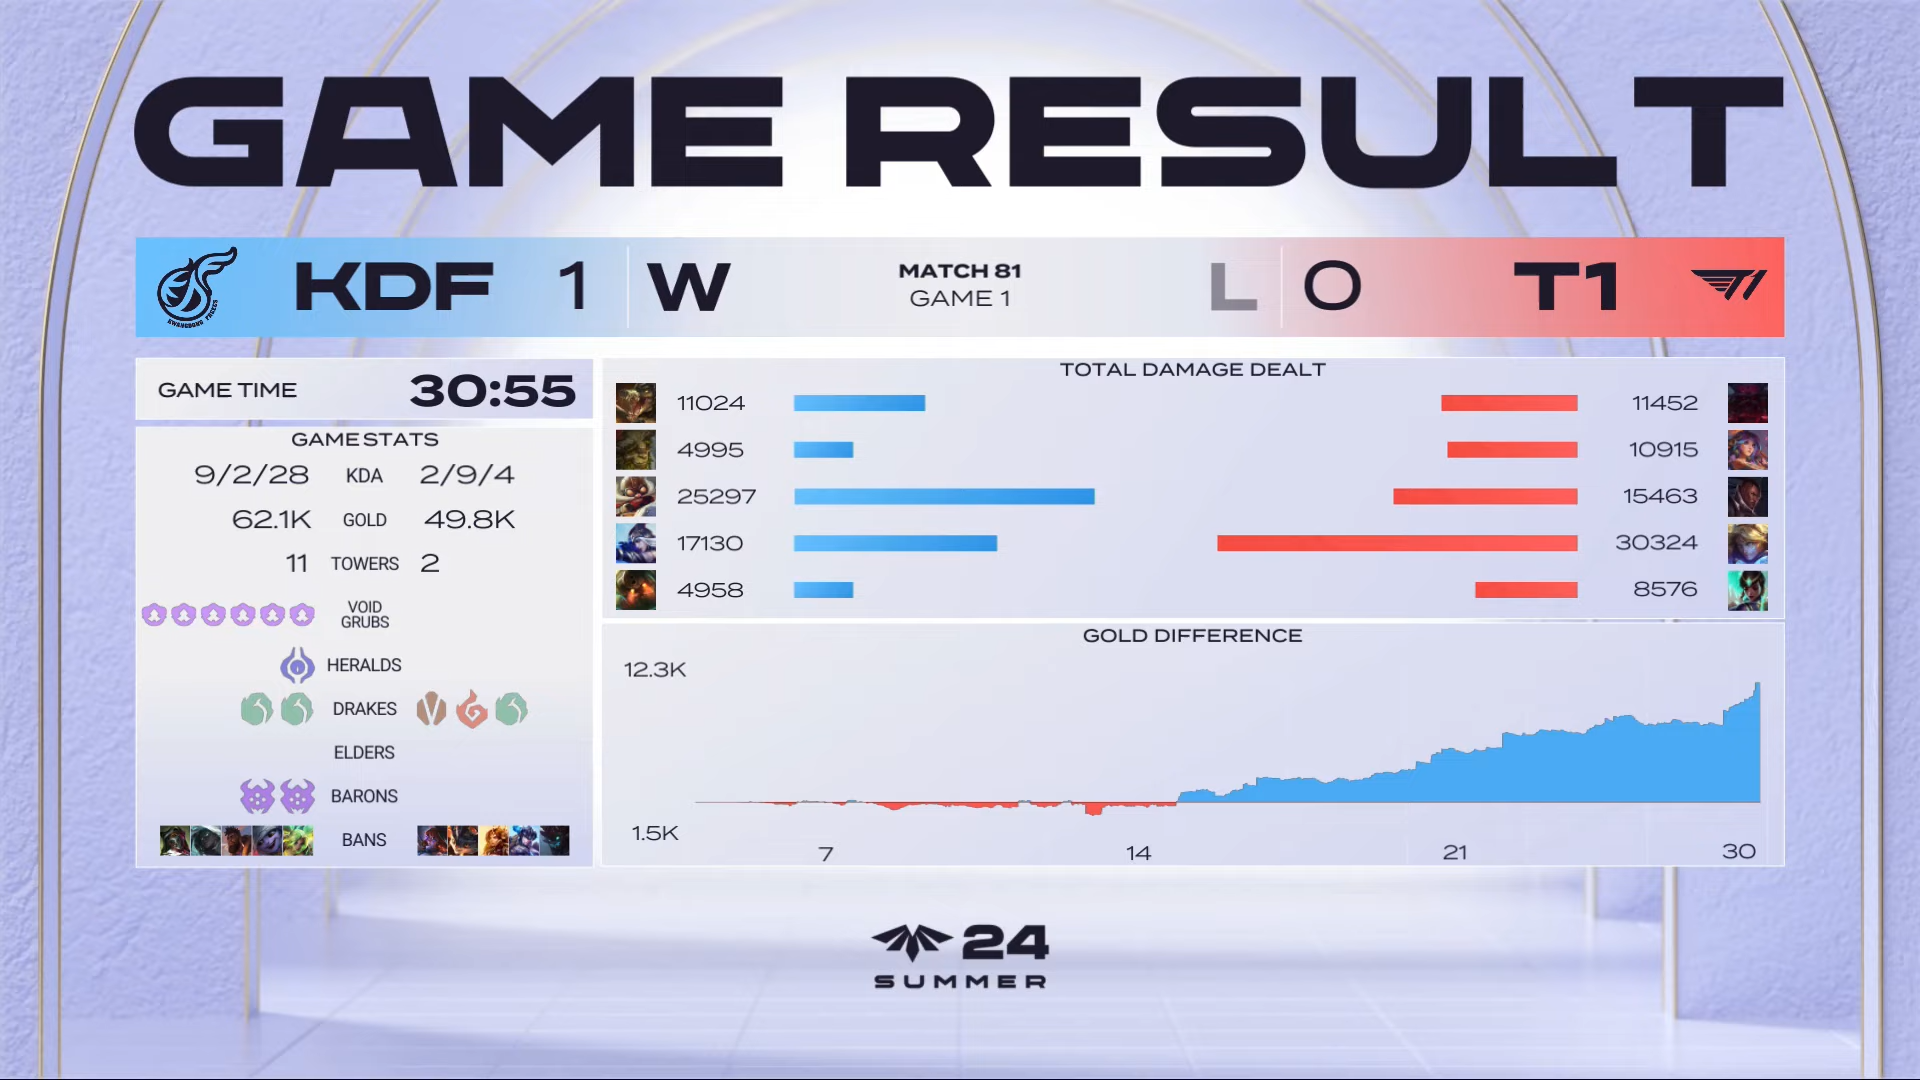 GAME RESULT
KWANGDONG FREECS
KDF 1 W
MATCH 81
GAME 1
L 0 T1
T1
GAME TIME 30:55
GAME STATS
9/2/28 KDA 2/9/4
62.1K GOLD 49.8K
11 TOWERS 2
VOID
GRUBS
HERALDS
DRAKES
ELDERS
BARONS
BANS
TOTAL DAMAGE DEALT
11024 11452
4995 10915
25297 15463
17130 30324
4958 8576
GOLD DIFFERENCE
12.3K
1.5K
7 14 21 30
24
SUMMER